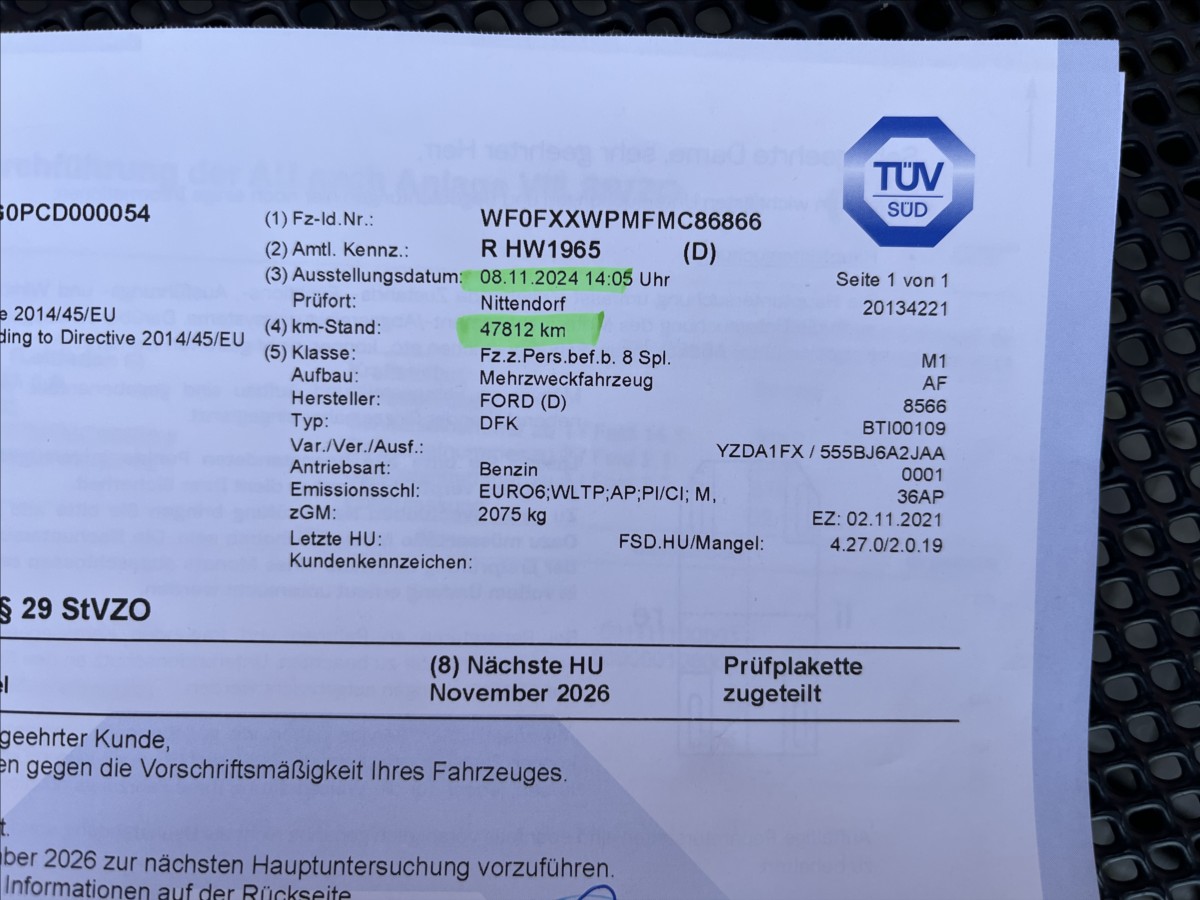 TÜV
SÜD
G0PCD000054
(1) Fz-Id.Nr.: WF0FXXWPMFMC86866
(2) Amtl. Kennz.: R HW1965 (D)
(3) Ausstellungsdatum: 08.11.2024 14:05 Uhr Seite 1 von 1
Prüfort: Nittendorf 20134221
2014/45/EU
(4) km-Stand: 47812 km
ding to Directive 2014/45/EU
(5) Klasse: Fz.z.Pers.bef.b. 8 Spl. M1
Aufbau: Mehrzweckfahrzeug AF
Hersteller: FORD (D) 8566
Typ: DFK BTI00109
Var./Ver./Ausf.: YZDA1FX / 555BJ6A2JAA
Antriebsart: Benzin 0001
Emissionsschl: EURO6;WLTP;AP;PI/CI; M, 36AP
zGM: 2075 kg EZ: 02.11.2021
Letzte HU: FSD.HU/Mangel: 4.27.0/2.0.19
Kundenkennzeichen:
§ 29 StVZO
(8) Nächste HU Prüfplakette
November 2026 zugeteilt
geehrter Kunde,
en gegen die Vorschriftsmäßigkeit Ihres Fahrzeuges.
t.
ber 2026 zur nächsten Hauptuntersuchung vorzuführen.
Informationen auf der Rückseite